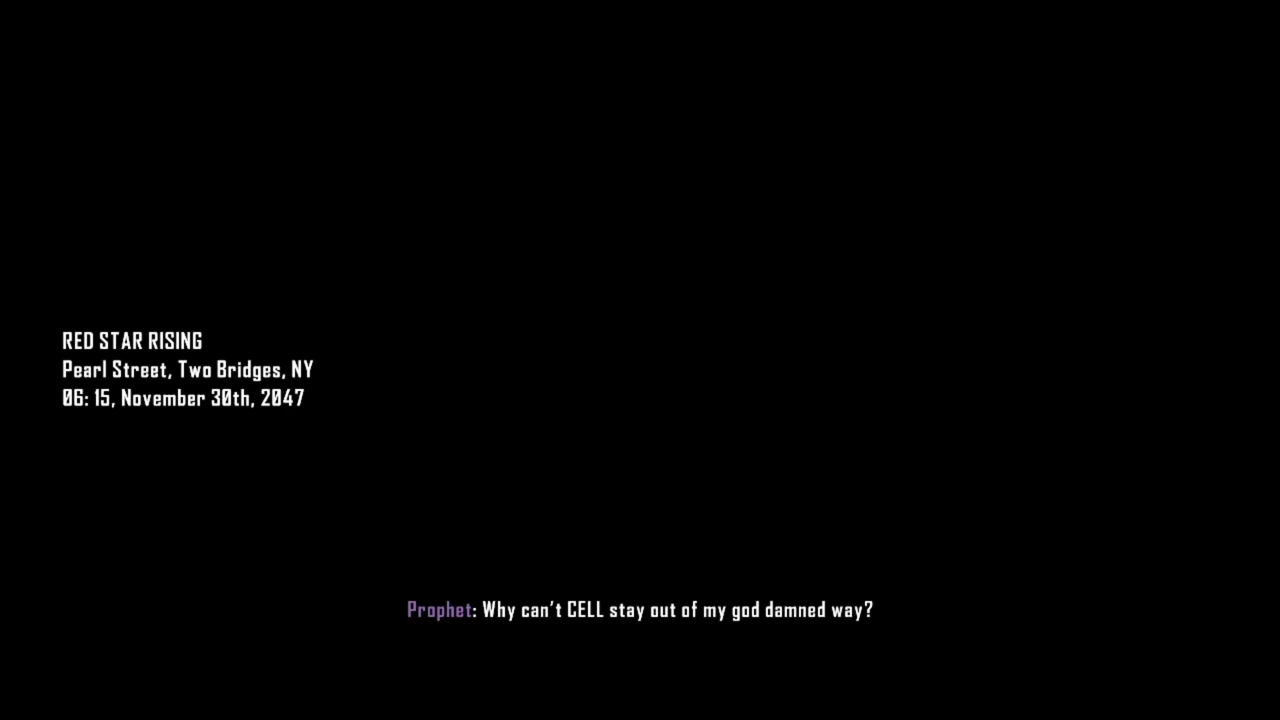 RED STAR RISING
Pearl Street, Two Bridges, NY
06: 15, November 30th, 2047
Prophet: Why can't CELL stay out of my god damned way?